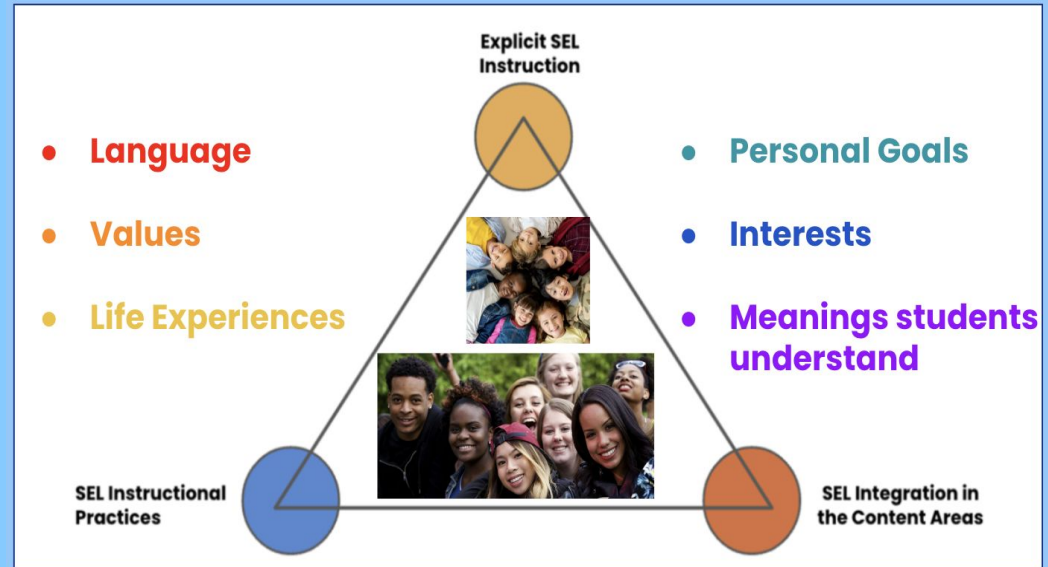 Explicit SEL
Instruction
● Language
● Values
● Life Experiences
● Personal Goals
● Interests
● Meanings students
understand
SEL Instructional
Practices
SEL Integration in
the Content Areas